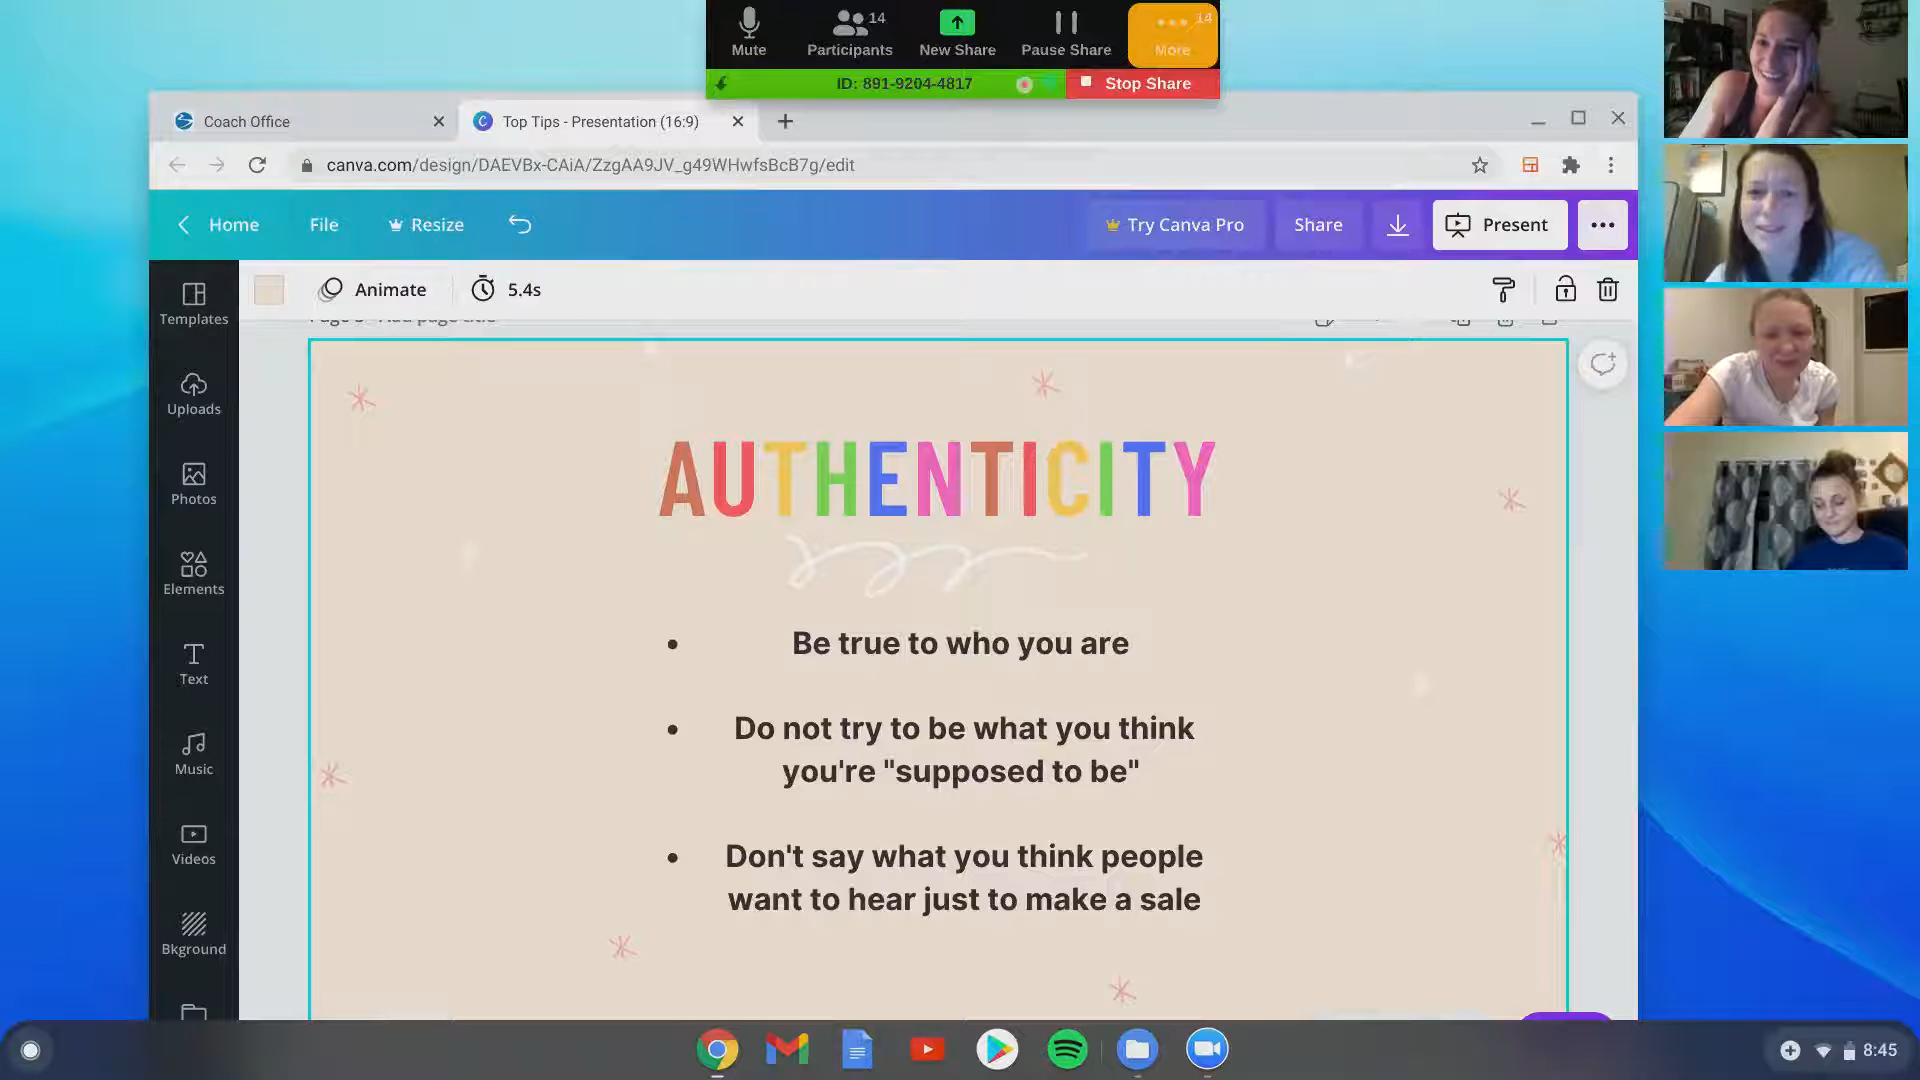 Mute
Participants
14
New Share
Pause Share
More
14
ID: 891-9204-4817
Stop Share
Coach Office
Top Tips - Presentation (16:9)
canva.com/design/DAEVBx-CAiA/ZzgAA9JV_g49WHwfsBcB7g/edit
Home
File
Resize
Try Canva Pro
Share
Present
Animate
5.4s
Templates
Uploads
Photos
Elements
Text
Music
Videos
Bkground
AUTHENTICITY
• Be true to who you are
• Do not try to be what you think
you're "supposed to be"
• Don't say what you think people
want to hear just to make a sale
8:45